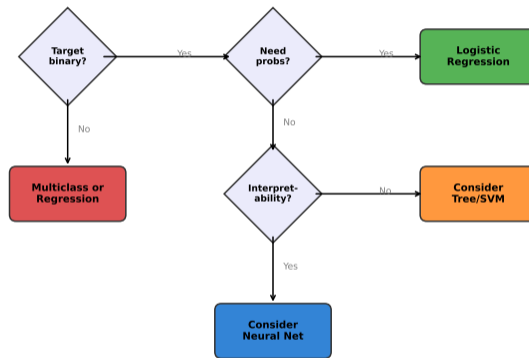 Target
binary?
Yes
Need
probs?
Yes
Logistic
Regression
No
No
Multiclass or
Regression
Interpret-
ability?
No
Consider
Tree/SVM
Yes
Consider
Neural Net